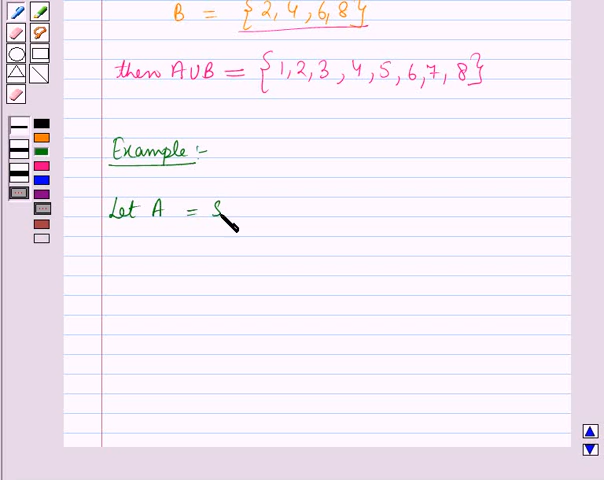 B = {2,4,6,8}
then A∪B = {1,2,3,4,5,6,7,8}
Example:-
Let A =